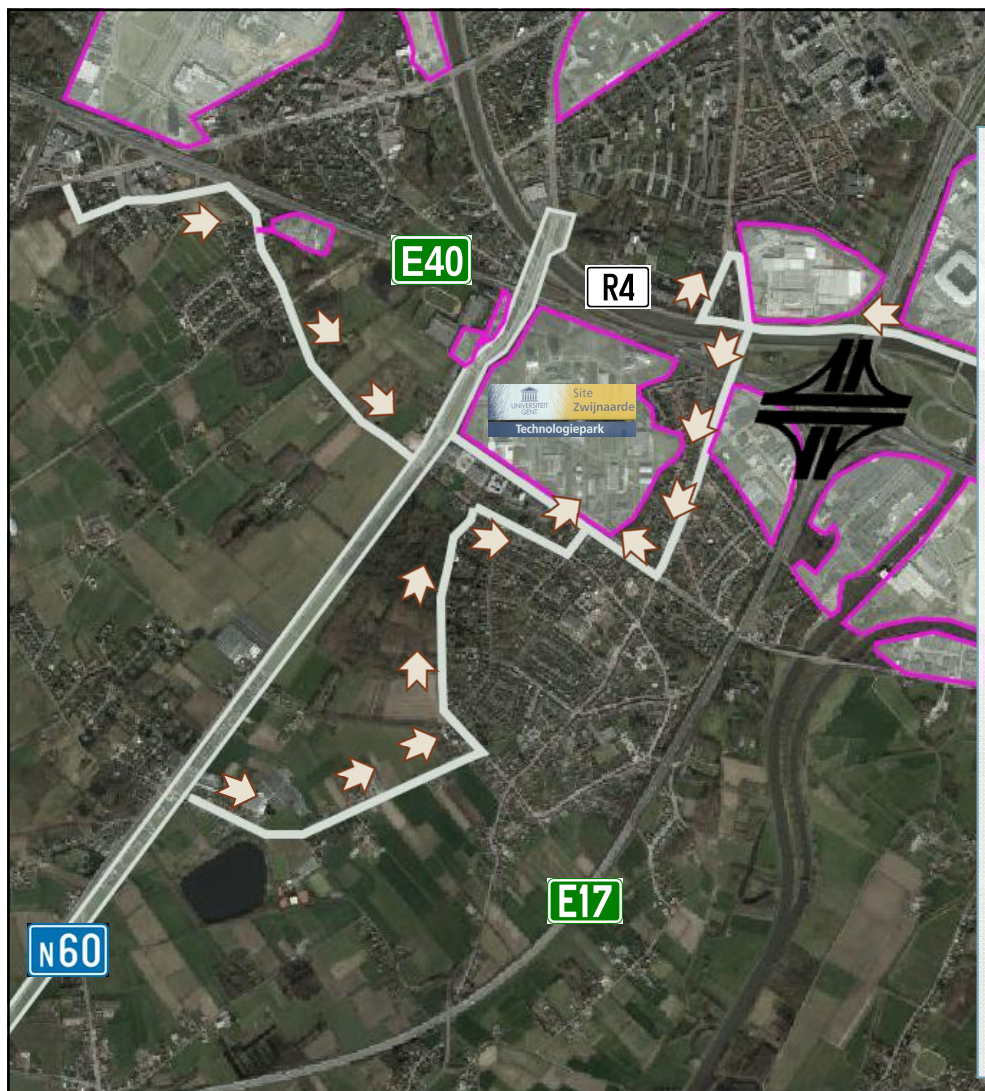 E40
R4
UNIVERSITEIT
GENT
Site
Zwijnaarde
Technologiepark
E17
N60